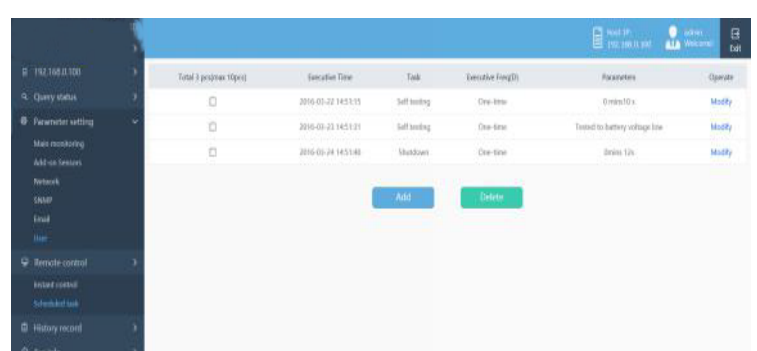 Host IP:
192.168.0.100
admin
Welcome!
Exit
192.168.0.100
Query status
Parameter setting
Main monitoring
Add-on Sensors
Network
SNMP
Email
User
Remote control
Instant control
Scheduled task
History record
Total 3 pcs(max 10pcs) Executive Time Task Executive Freq(D) Parameters Operate
2016-03-22 14:51:15 Self testing One-time 0 mins10 s Modify
2016-03-23 14:51:21 Self testing One-time Tested to battery voltage low Modify
2016-03-24 14:51:40 Shutdown One-time 0mins 12s Modify
Add Delete